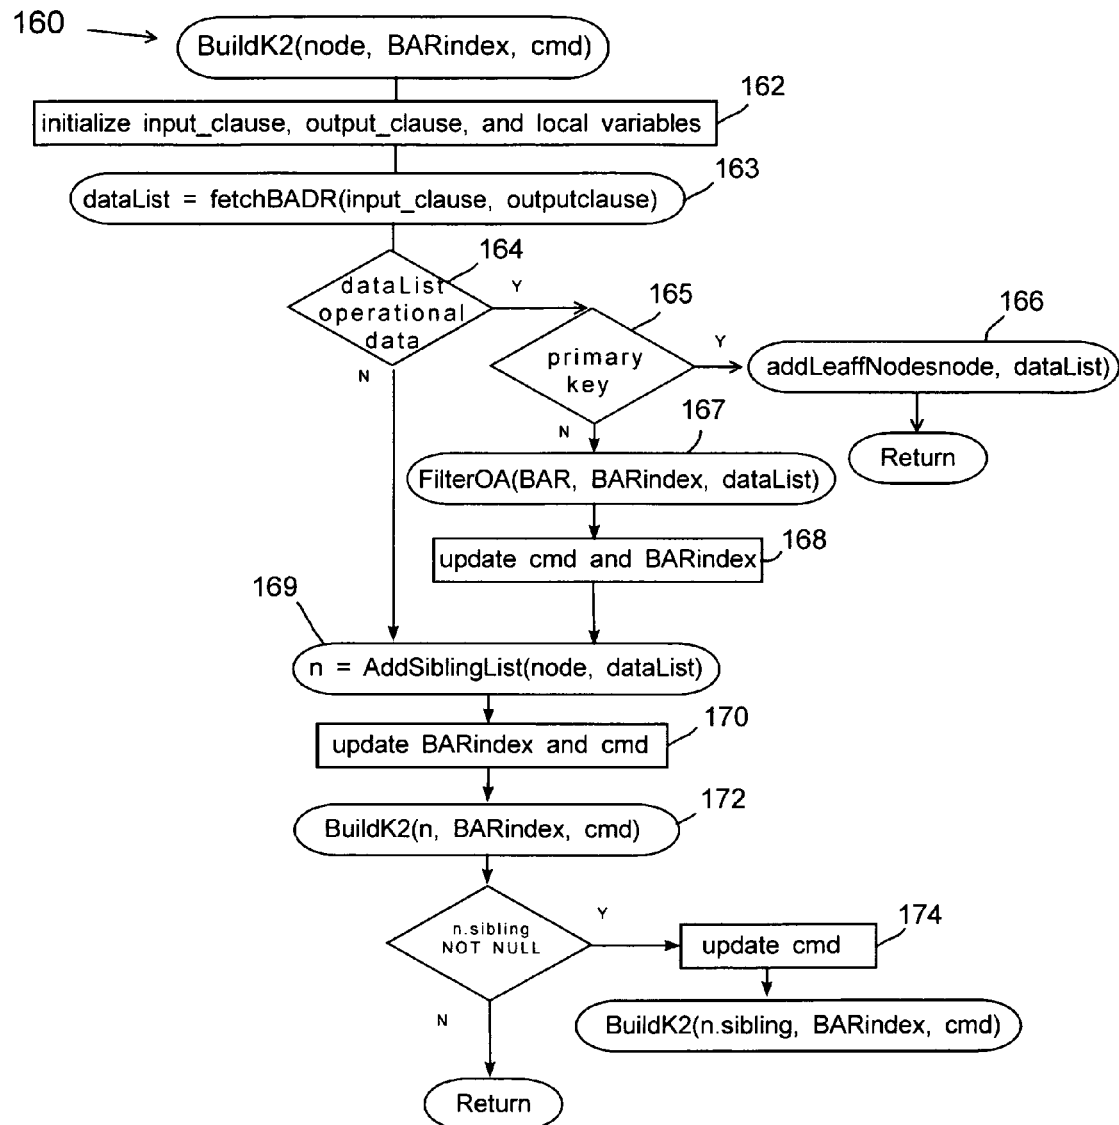 160
BuildK2(node, BARindex, cmd)
162
initialize input_clause, output_clause, and local variables
163
dataList = fetchBADR(input_clause, outputclause)
164
dataList
operational
data
Y
N
165
primary
key
Y
N
166
addLeaffNodesnode, dataList)
Return
167
FilterOA(BAR, BARindex, dataList)
168
update cmd and BARindex
169
n = AddSiblingList(node, dataList)
170
update BARindex and cmd
172
BuildK2(n, BARindex, cmd)
n.sibling
NOT NULL
Y
N
174
update cmd
BuildK2(n.sibling, BARindex, cmd)
Return